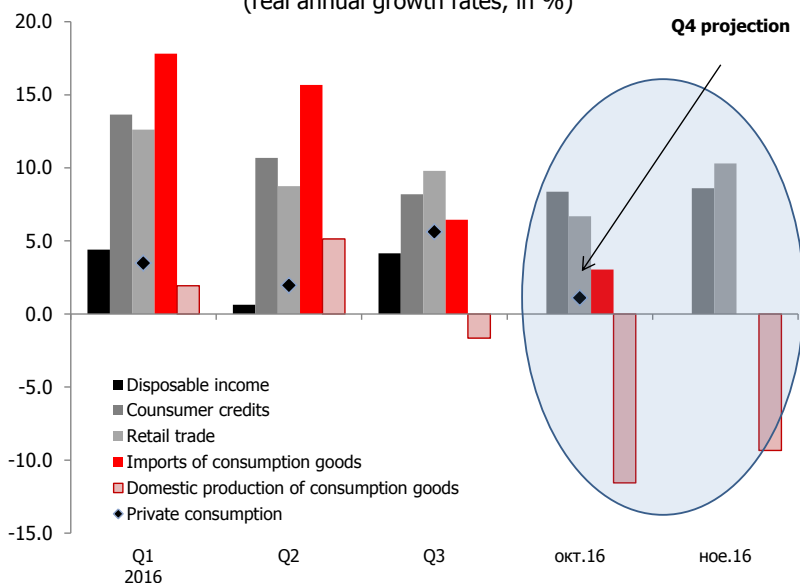 (real annual growth rates, in %)
Q4 projection
20.0
15.0
10.0
5.0
0.0
-5.0
-10.0
-15.0
Disposable income
Counsumer credits
Retail trade
Imports of consumption goods
Domestic production of consumption goods
Private consumption
Q1 Q2 Q3 окт.16 ное.16
2016